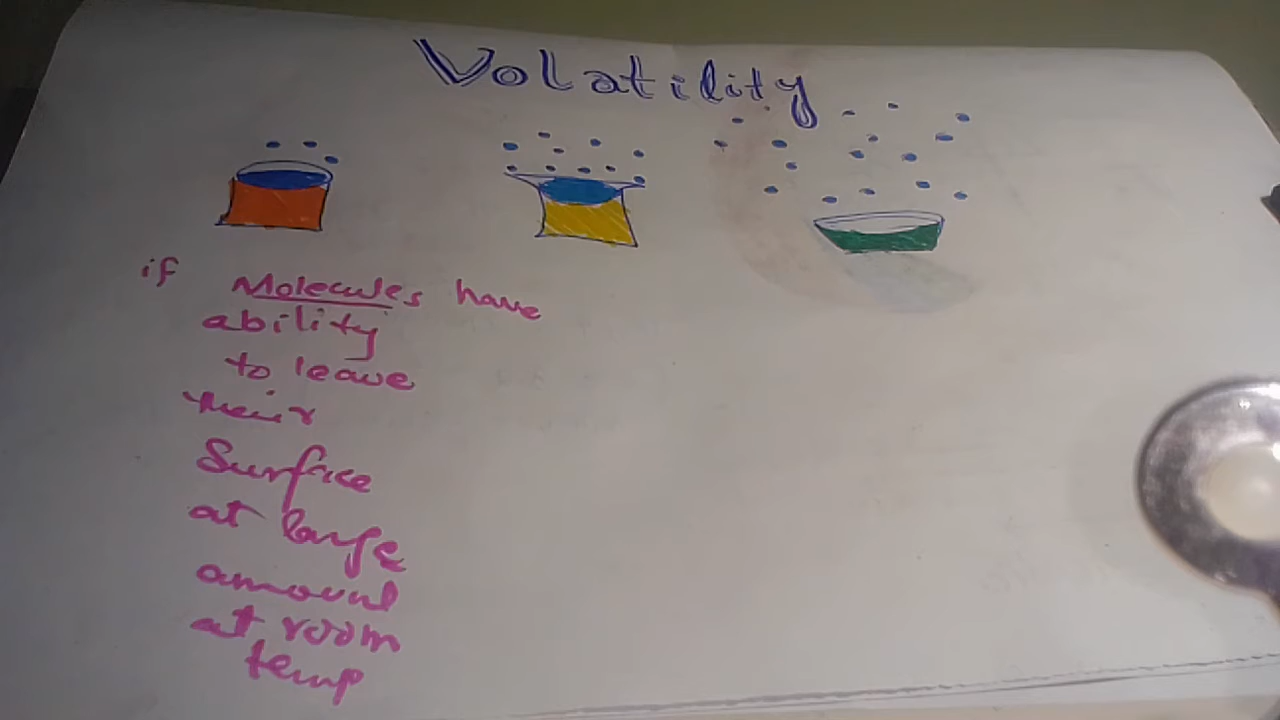 Volatility
if Molecules have
ability
to leave
their
Surface
at large
amount
at room
temp